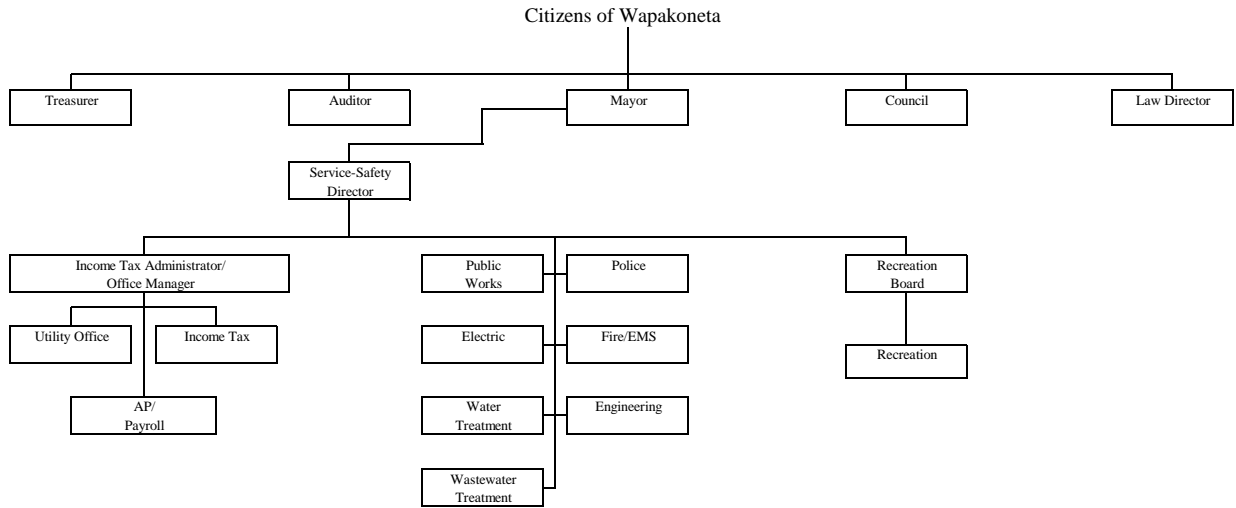 Citizens of Wapakoneta
Treasurer
Auditor
Mayor
Council
Law Director
Service-Safety
Director
Income Tax Administrator/
Office Manager
Public
Works
Police
Recreation
Board
Utility Office
Income Tax
Electric
Fire/EMS
Recreation
AP/
Payroll
Water
Treatment
Engineering
Wastewater
Treatment